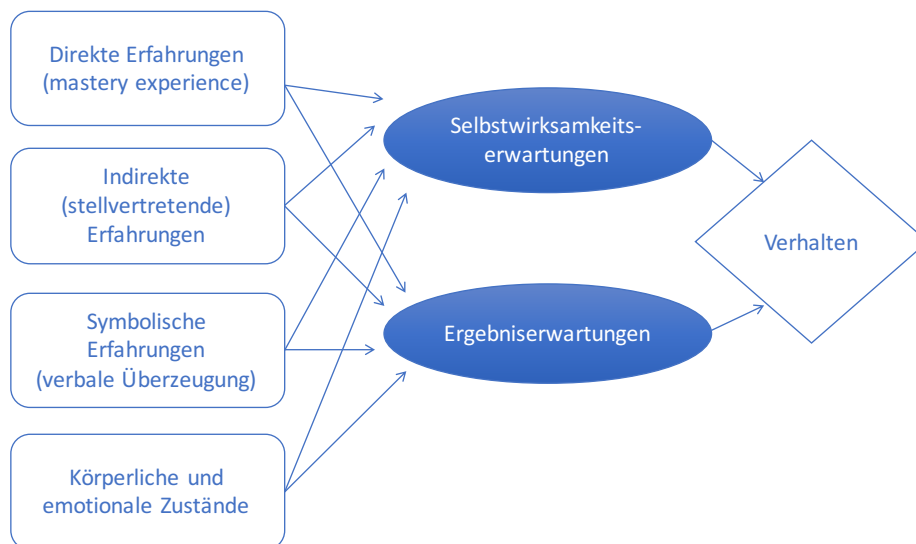 Direkte Erfahrungen
(mastery experience)
Indirekte
(stellvertretende)
Erfahrungen
Symbolische
Erfahrungen
(verbale Überzeugung)
Körperliche und
emotionale Zustände
Selbstwirksamkeits-
erwartungen
Ergebniserwartungen
Verhalten